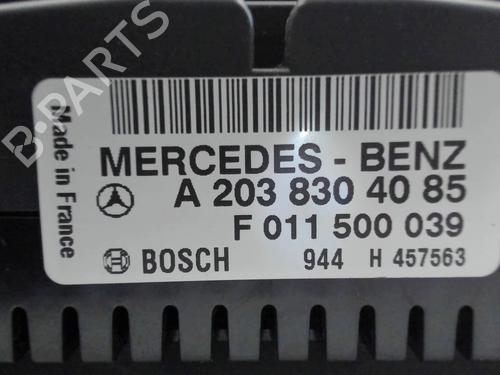 Made in France
MERCEDES - BENZ
A 203 830 40 85
F 011 500 039
BOSCH 944 H 457563
B-PARTS